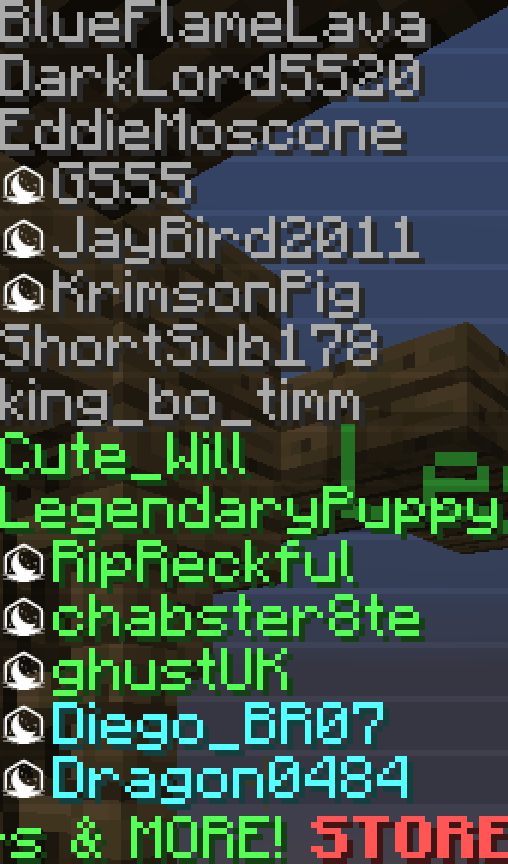 BlueFlameLava
DarkLord5520
EddieMoscone
G555
JayBird2011
KrimsonPig
ShortSub178
king_bo_timm
Cute_Will
LegendaryPuppy
RipReckful
chabster8te
ghustUK
Diego_BR07
Dragon0484
s & MORE! STORE